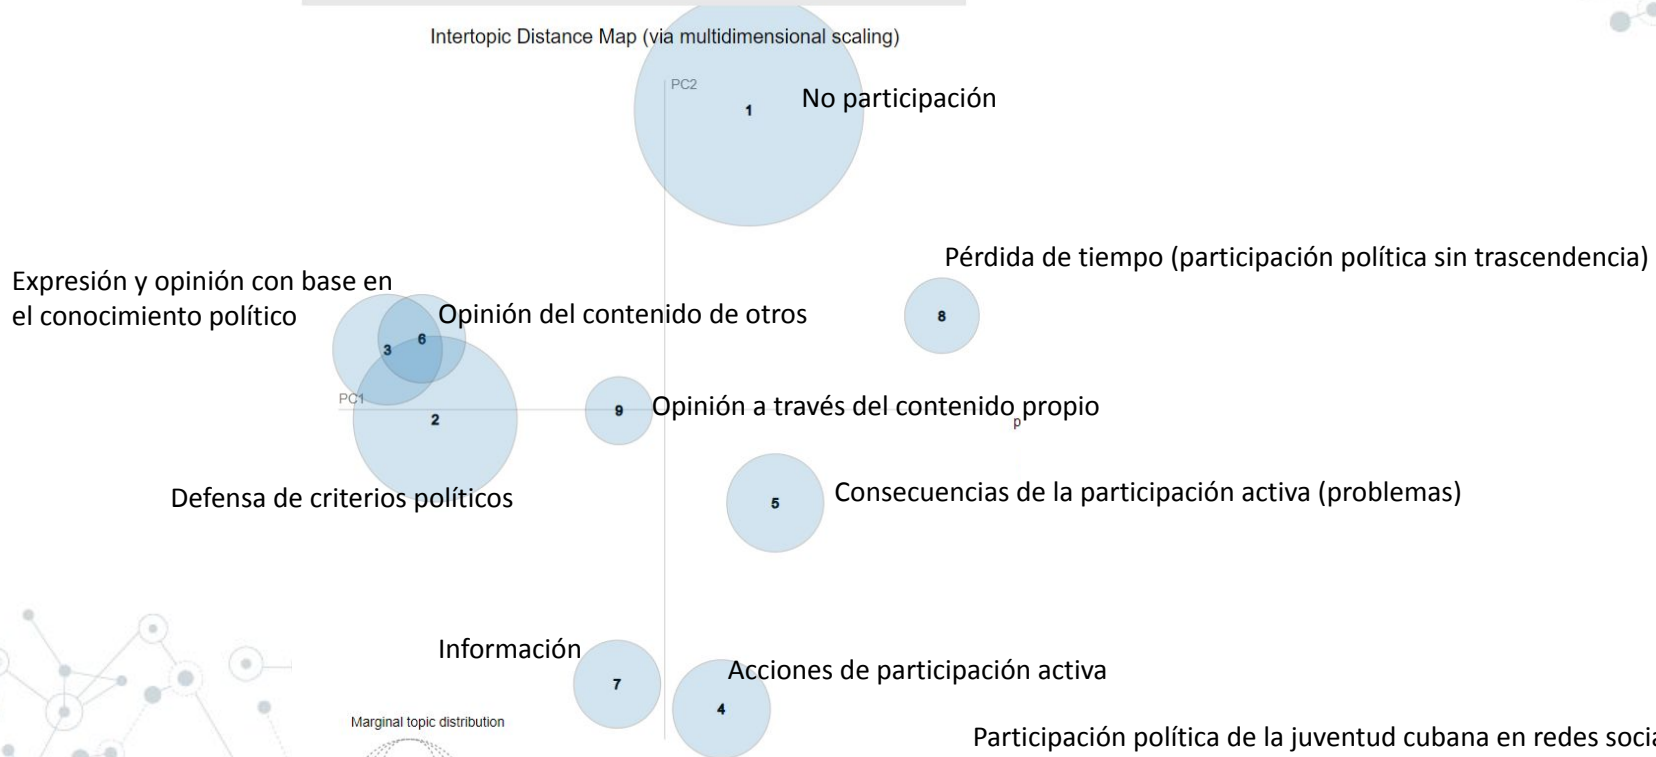 Intertopic Distance Map (via multidimensional scaling)
PC2
1
No participación
Pérdida de tiempo (participación política sin trascendencia)
8
Expresión y opinión con base en
el conocimiento político
Opinión del contenido de otros
6
3
PC1
9
Opinión a través del contenido propio
p
2
Defensa de criterios políticos
5
Consecuencias de la participación activa (problemas)
Información
7
Acciones de participación activa
4
Marginal topic distribution
Participación política de la juventud cubana en redes socia